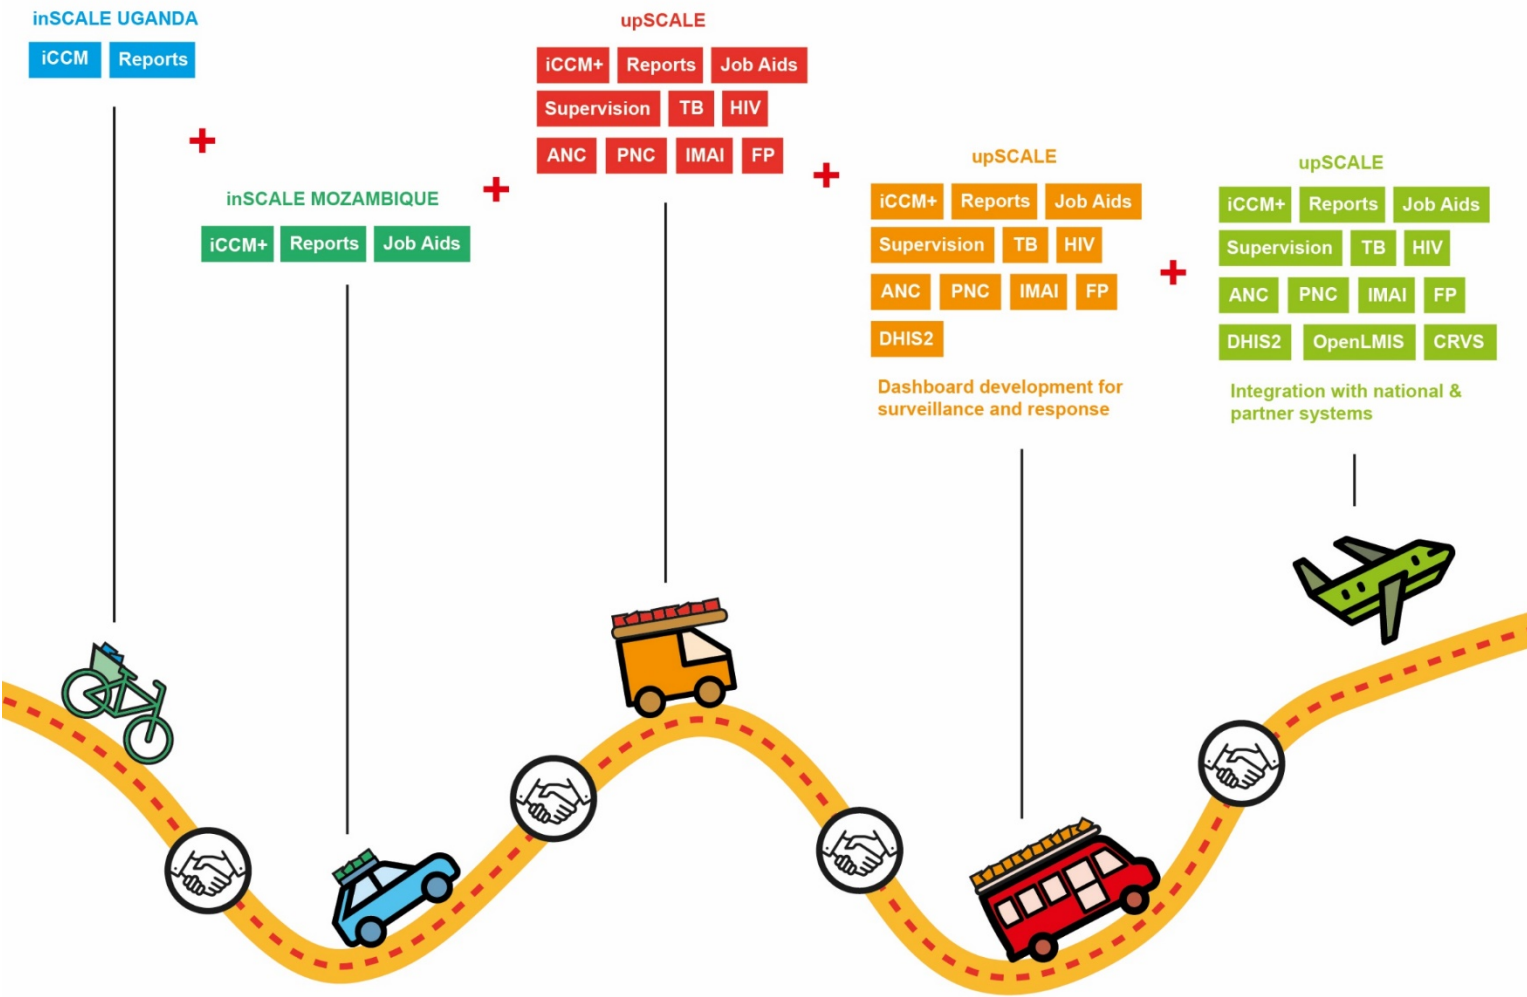 inSCALE UGANDA
iCCM Reports
inSCALE MOZAMBIQUE
iCCM+ Reports Job Aids
upSCALE
iCCM+ Reports Job Aids
Supervision TB HIV
ANC PNC IMAI FP
upSCALE
iCCM+ Reports Job Aids
Supervision TB HIV
ANC PNC IMAI FP
DHIS2
Dashboard development for
surveillance and response
upSCALE
iCCM+ Reports Job Aids
Supervision TB HIV
ANC PNC IMAI FP
DHIS2 OpenLMIS CRVS
Integration with national &
partner systems